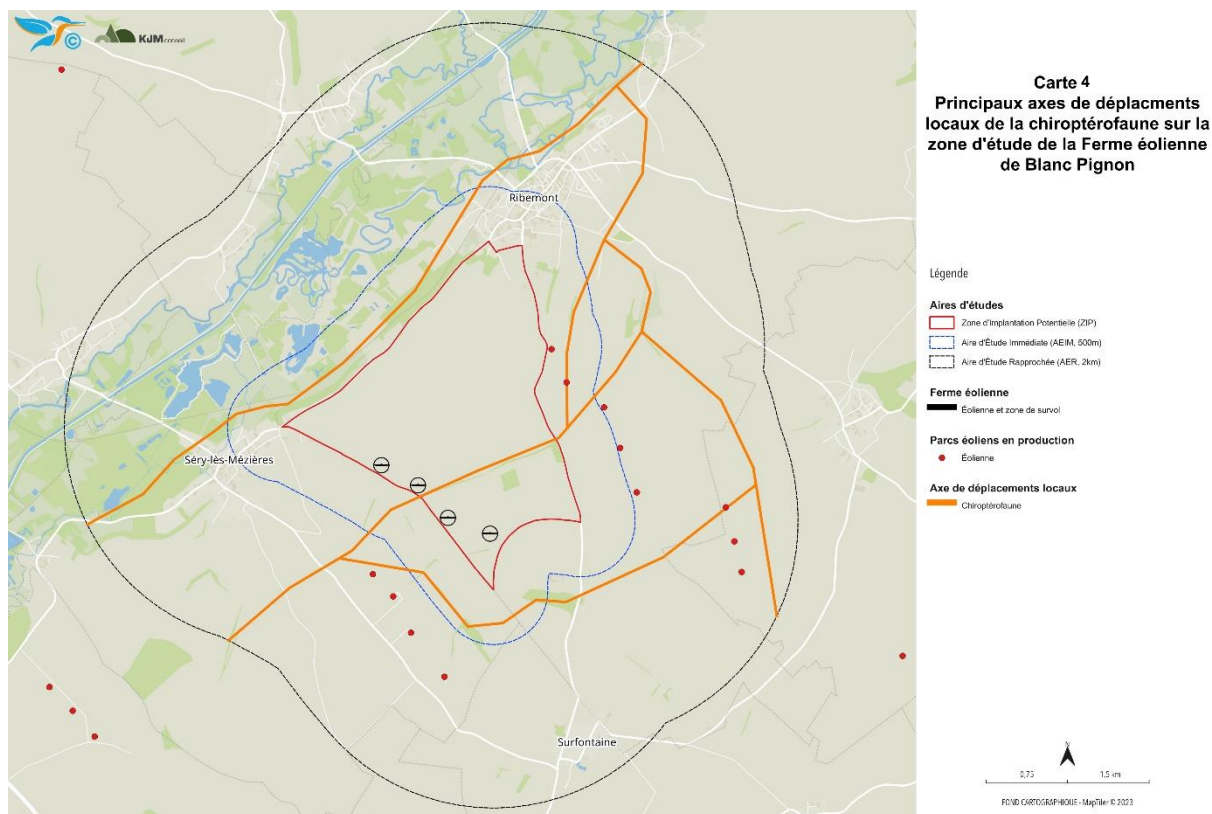 © KJM conseil
Ribemont
Séry-lès-Mézières
Surfontaine
Carte 4
Principaux axes de déplacments
locaux de la chiroptérofaune sur la
zone d'étude de la Ferme éolienne
de Blanc Pignon
Légende
Aires d'études
Zone d'Implantation Potentielle (ZIP)
Aire d'Étude Immédiate (AEIM, 600m)
Aire d'Étude Rapprochée (AER, 2km)
Ferme éolienne
Éolienne et zone de survol
Parcs éoliens en production
Éolienne
Axe de déplacements locaux
Chiroptérofaune
N
0,75 1,5 km
FOND CARTOGRAPHIQUE - MapTiler © 2023